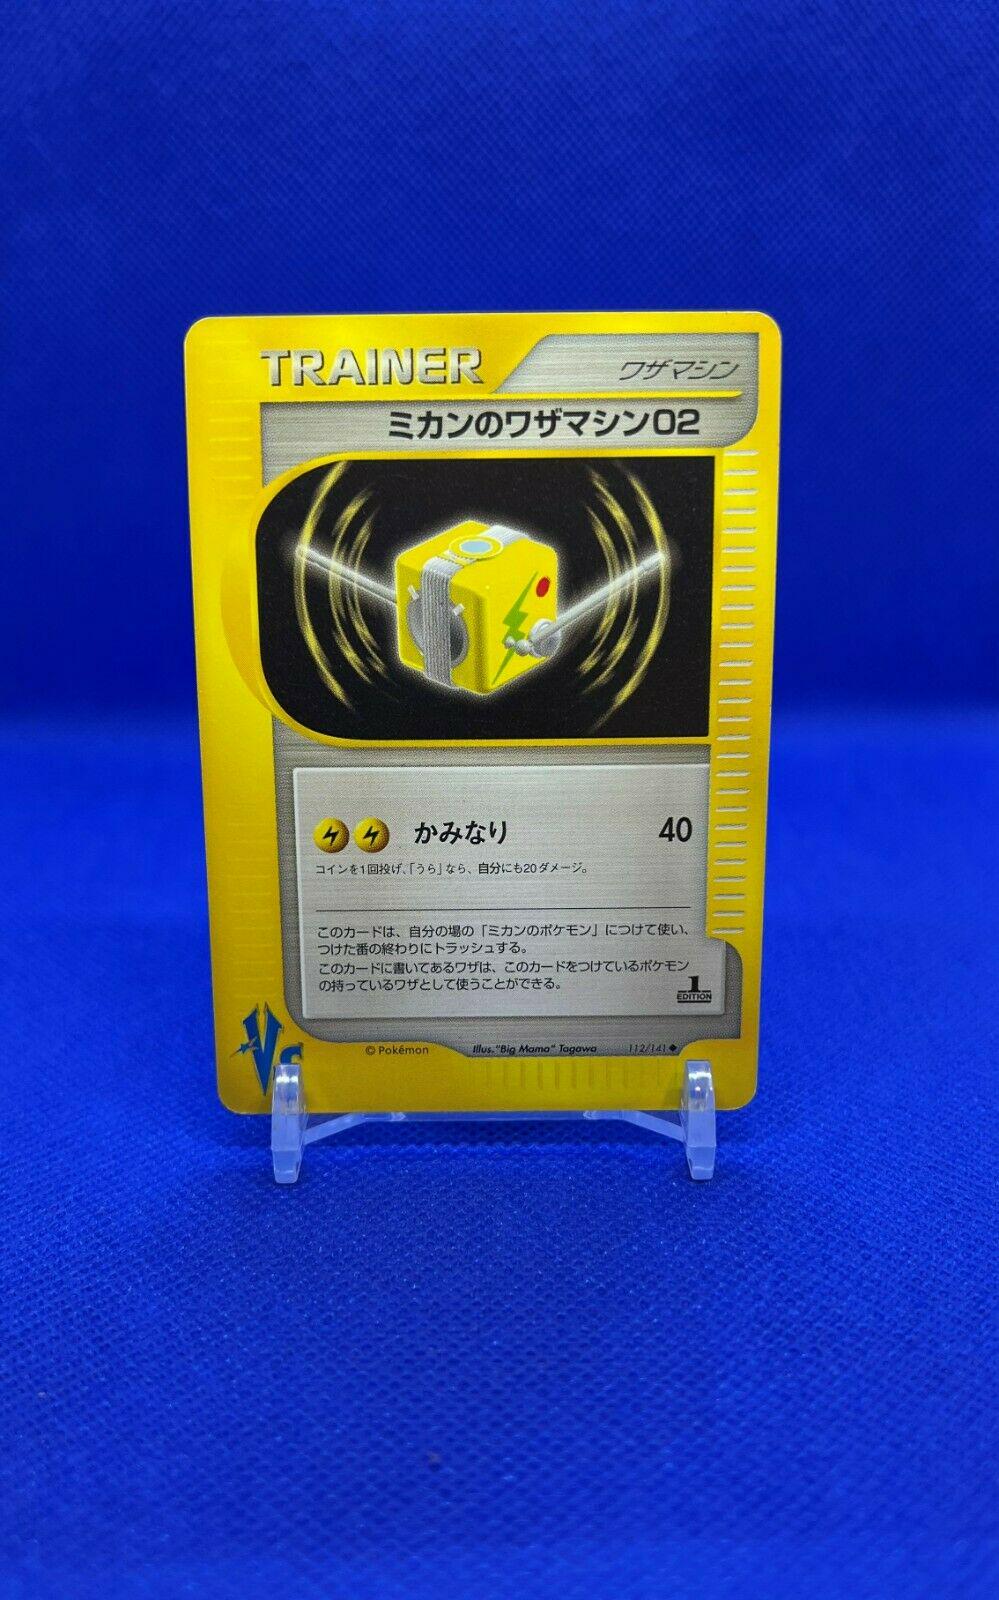 TRAINER
ワザマシン
ミカンのワザマシン02
かみなり 40
コインを1回投げ、「うら」なら、自分にも20ダメージ。
このカードは、自分の場の「ミカンのポケモン」につけて使い、
つけた番の終わりにトラッシュする。
このカードに書いてあるワザは、このカードをつけているポケモン
の持っているワザとして使うことができる。
1
EDITION
VS
© Pokémon Illus."Big Mama" Tagawa 112/141 ◆